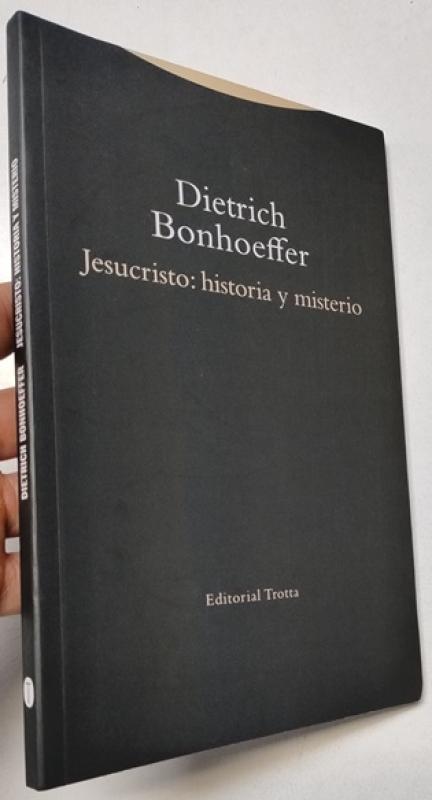 Dietrich
Bonhoeffer
Jesucristo: historia y misterio
Editorial Trotta
DIETRICH BONHOEFFER JESUCRISTO: HISTORIA Y MISTERIO